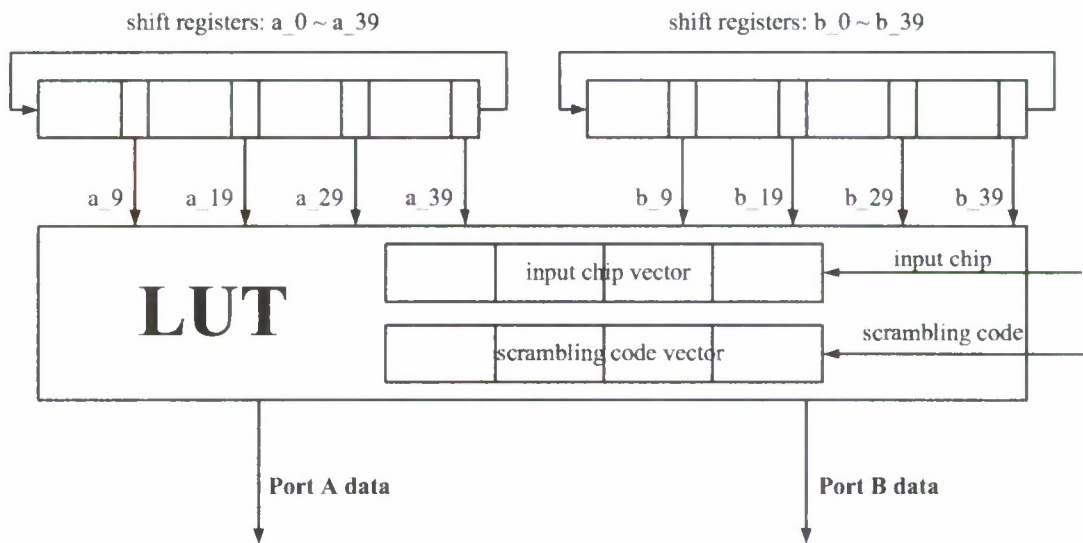 shift registers: a_0 ~ a_39
shift registers: b_0 ~ b_39
a_9
a_19
a_29
a_39
b_9
b_19
b_29
b_39
LUT
input chip vector
input chip
scrambling code vector
scrambling code
Port A data
Port B data